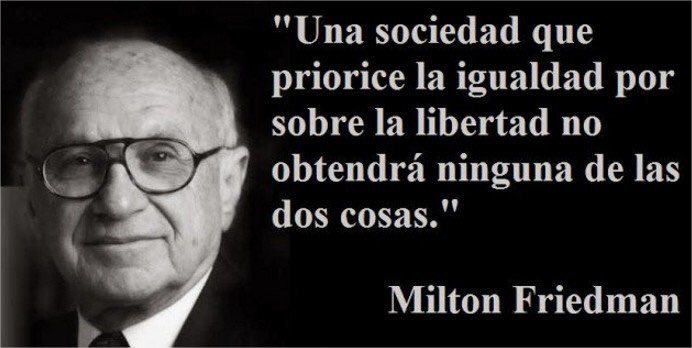 "Una sociedad que
priorice la igualdad por
sobre la libertad no
obtendrá ninguna de las
dos cosas."
Milton Friedman